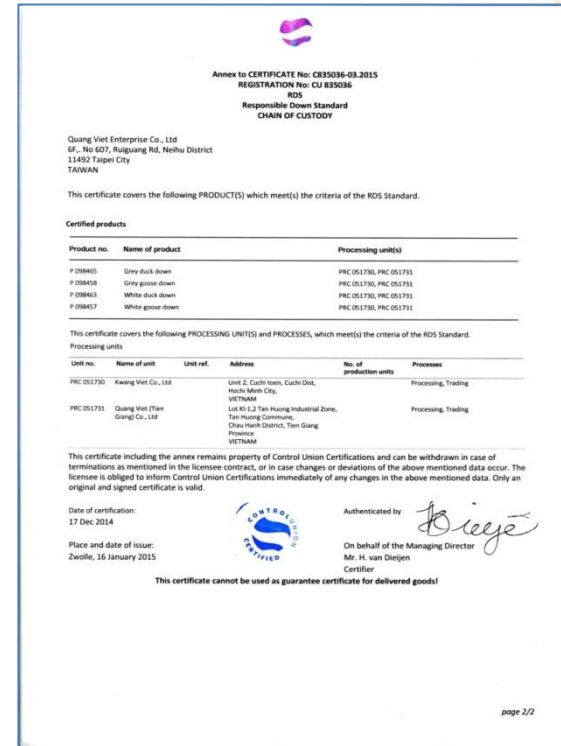 Annex to CERTIFICATE No: C835036-03.2015
REGISTRATION No: CU 835036
RDS
Responsible Down Standard
CHAIN OF CUSTODY
Quang Viet Enterprise Co., Ltd
6F,. No 607, Ruiguang Rd, Neihu District
11492 Taipei City
TAIWAN
This certificate covers the following PRODUCT(S) which meet(s) the criteria of the RDS Standard.
Certified products
Product no. Name of product Processing unit(s)
P 098465 Grey duck down PRC 051730, PRC 051731
P 098458 Grey goose down PRC 051730, PRC 051731
P 098463 White duck down PRC 051730, PRC 051731
P 098457 White goose down PRC 051730, PRC 051731
This certificate covers the following PROCESSING UNIT(S) and PROCESSES, which meet(s) the criteria of the RDS Standard.
Processing units
Unit no. Name of unit Unit ref. Address No. of production units Processes
PRC 051730 Kwang Viet Co., Ltd Unit 2, Cuchi toen, Cuchi Dist, Processing, Trading
Hochi Minh City,
VIETNAM
PRC 051731 Quang Viet (Tien Lot XI-1,2 Tan Huong Industrial Zone, Processing, Trading
Giang) Co., Ltd Tan Huong Commune,
Chau Hanh District, Tien Giang
Province
VIETNAM
This certificate including the annex remains property of Control Union Certifications and can be withdrawn in case of
terminations as mentioned in the licensee contract, or in case changes or deviations of the above mentioned data occur. The
licensee is obliged to inform Control Union Certifications immediately of any changes in the above mentioned data. Only an
original and signed certificate is valid.
Date of certification:
17 Dec 2014
Place and date of issue:
Zwolle, 16 January 2015
CONTROL UNION
CERTIFIED
Authenticated by
On behalf of the Managing Director
Mr. H. van Dieijen
Certifier
This certificate cannot be used as guarantee certificate for delivered goods!
page 2/2